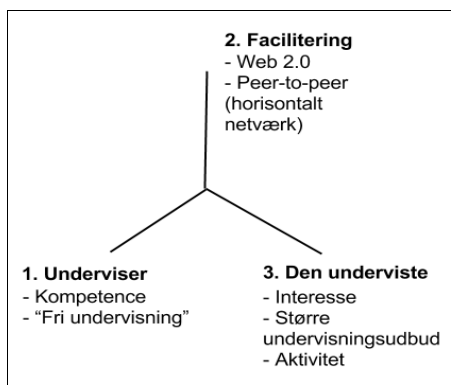 2. Facilitering
- Web 2.0
- Peer-to-peer
(horisontalt
netværk)
1. Underviser
- Kompetence
- “Fri undervisning”
3. Den underviste
- Interesse
- Større
undervisningsudbud
- Aktivitet